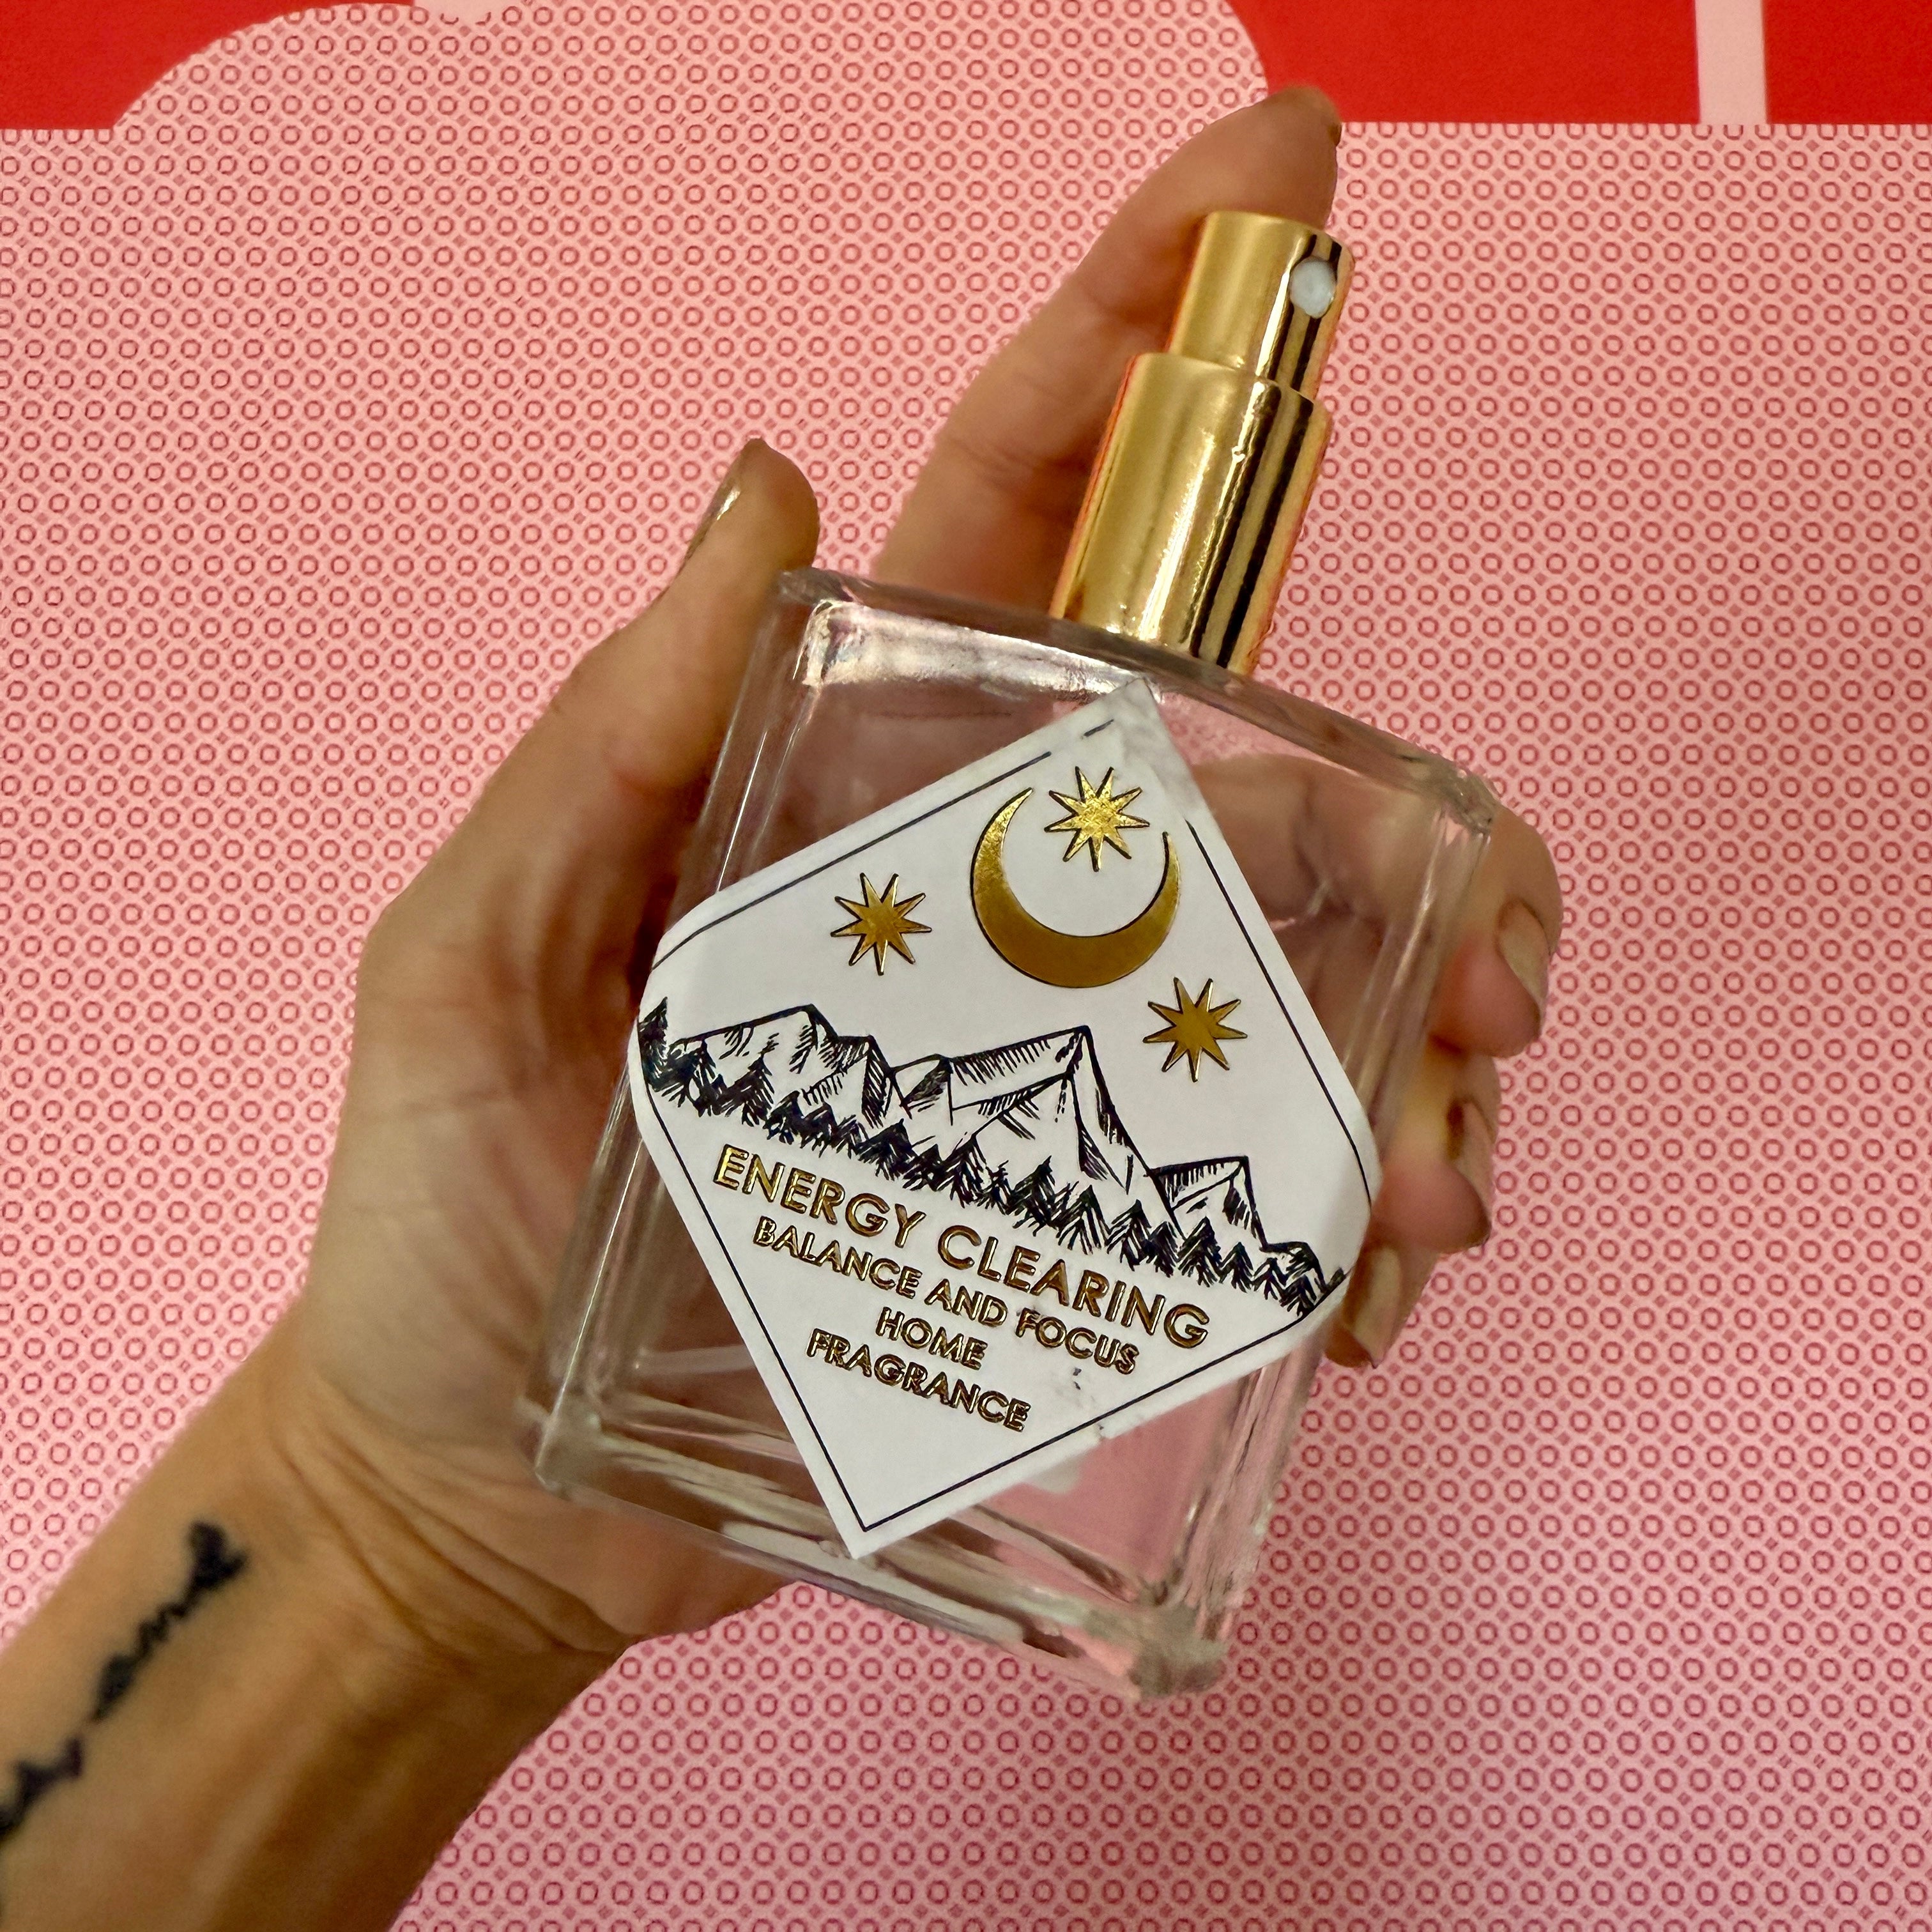 ENERGY CLEARING
BALANCE AND FOCUS
HOME
FRAGRANCE